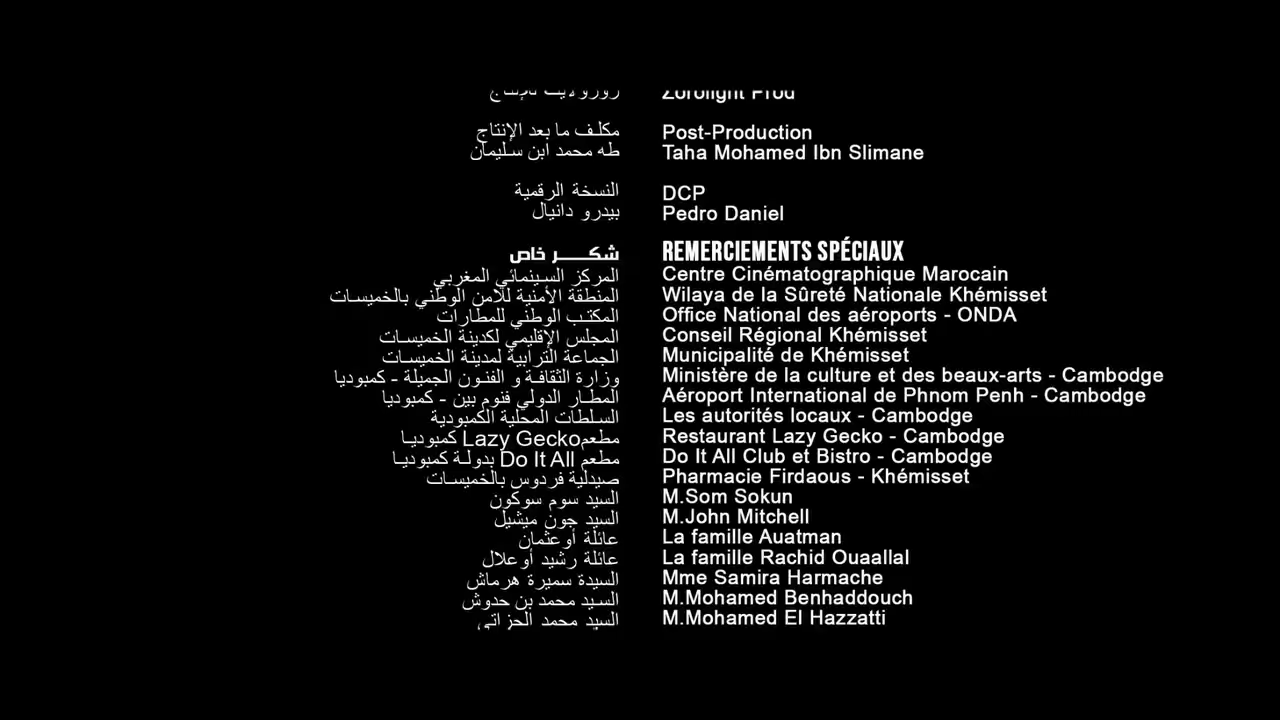 Zorolight Prod
مكلف ما بعد الإنتاج
Post-Production
طه محمد ابن سليمان
Taha Mohamed Ibn Slimane
النسخة الرقمية
DCP
بيدرو دانيال
Pedro Daniel
شكر خاص
REMERCIEMENTS SPÉCIAUX
المركز السينمائي المغربي
Centre Cinématographique Marocain
المنطقة الأمنية للأمن الوطني بالخميسات
Wilaya de la Sûreté Nationale Khémisset
المكتب الوطني للمطارات
Office National des aéroports - ONDA
المجلس الإقليمي لكدينة الخميسات
Conseil Régional Khémisset
الجماعة الترابية لمدينة الخميسات
Municipalité de Khémisset
وزارة الثقافة و الفنون الجميلة - كمبوديا
Ministère de la culture et des beaux-arts - Cambodge
المطار الدولي فنوم بين - كمبوديا
Aéroport International de Phnom Penh - Cambodge
السلطات المحلية الكمبودية
Les autorités locaux - Cambodge
مطعم Lazy Gecko كمبوديا
Restaurant Lazy Gecko - Cambodge
مطعم Do It All بدولة كمبوديا
Do It All Club et Bistro - Cambodge
صيدلية فردوس بالخميسات
Pharmacie Firdaous - Khémisset
السيد سوم سوكون
M.Som Sokun
السيد جون ميشيل
M.John Mitchell
عائلة أوعثمان
La famille Auatman
عائلة رشيد أوعلال
La famille Rachid Ouaallal
السيدة سميرة هرماش
Mme Samira Harmache
السيد محمد بن حدوش
M.Mohamed Benhaddouch
السيد محمد الحزاتي
M.Mohamed El Hazzatti